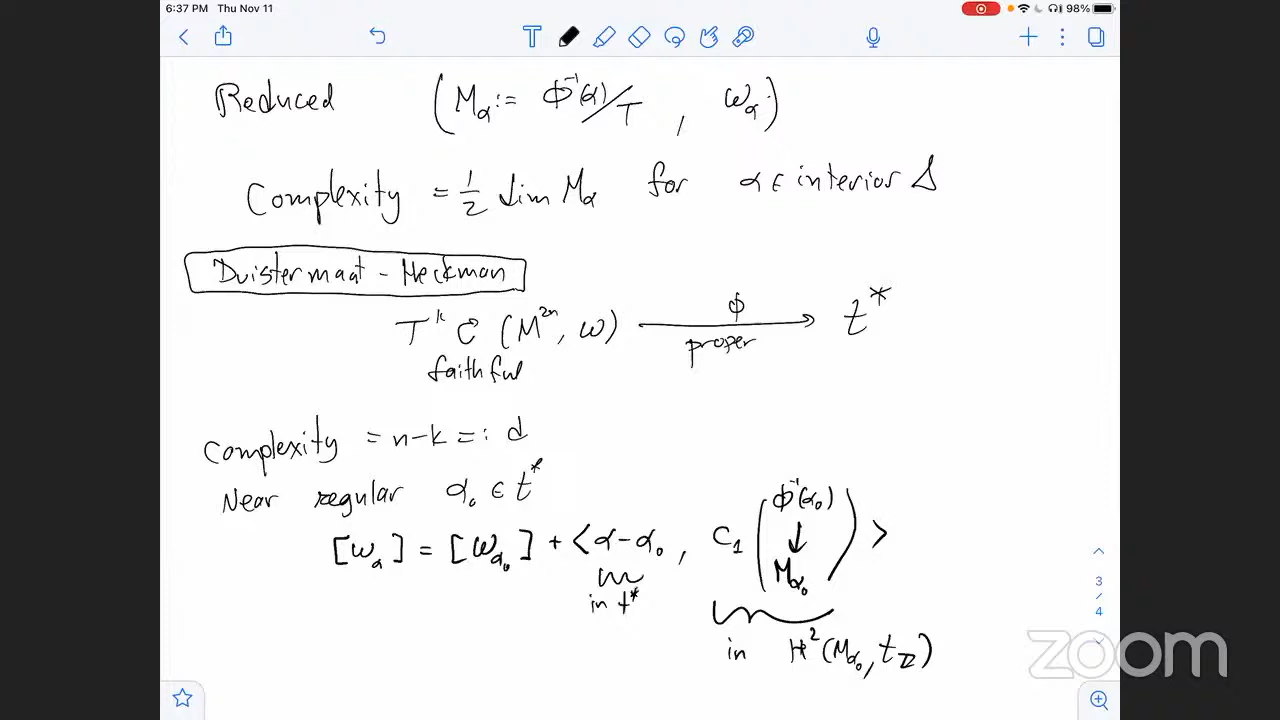 6:37 PM Thu Nov 11
98%
Reduced (M_α := Φ⁻¹(α)/T , ω_α)
Complexity = 1/2 dim M_α for α ∈ interior Δ
Duistermaat - Heckman
T^k ↻ (M^{2n}, ω) —Φ→ t*
faithful proper
Complexity = n-k =: d
Near regular α₀ ∈ t*
[ω_α] = [ω_{α₀}] + <α-α₀, C₁ (Φ⁻¹(α₀) ↓ M_{α₀}) >
in t*
in H²(M_{α₀}, t_ℤ)
3
/
4
zoom